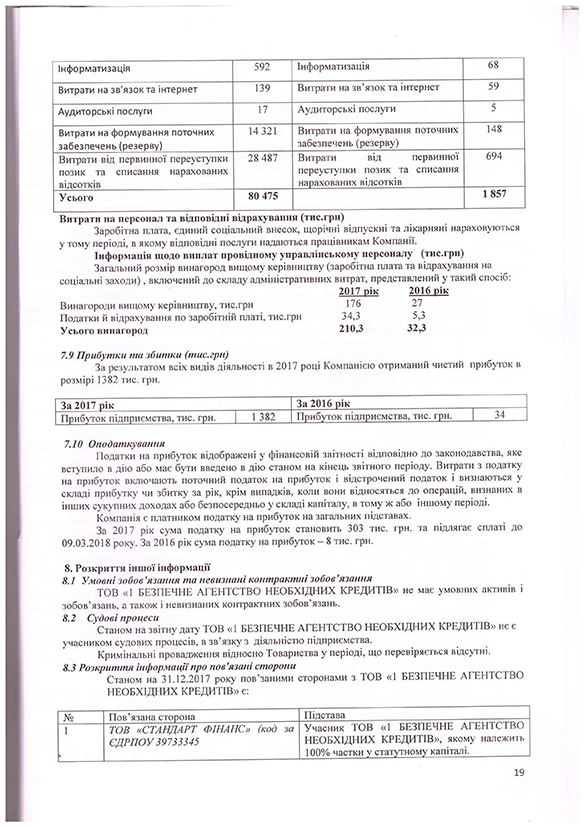 Інформатизація 592 Інформатизація 68
Витрати на зв'язок та інтернет 139 Витрати на зв'язок та інтернет 59
Аудиторські послуги 17 Аудиторські послуги 5
Витрати на формування поточних 14 321 Витрати на формування поточних 148
забезпечень (резерву) забезпечень (резерву)
Витрати від первинної переуступки 28 487 Витрати від первинної 694
позик та списання нарахованих переуступки позик та списання
відсотків нарахованих відсотків
Усього 80 475 1 857
Витрати на персонал та відповідні відрахування (тис.грн)
Заробітна плата, єдиний соціальний внесок, щорічні відпускні та лікарняні нараховуються
у тому періоді, в якому відповідні послуги надаються працівникам Компанії.
Інформація щодо виплат провідному управлінському персоналу (тис.грн)
Загальний розмір винагород вищому керівництву (заробітна плата та відрахування на
соціальні заходи) , включений до складу адміністративних витрат, представлений у такий спосіб:
2017 рік 2016 рік
Винагороди вищому керівництву, тис.грн 176 27
Податки й відрахування по заробітній платі, тис.грн 34,3 5,3
Усього винагород 210,3 32,3
7.9 Прибутки та збитки (тис.грн)
За результатом всіх видів діяльності в 2017 році Компанією отриманий чистий прибуток в
розмірі 1382 тис. грн.
За 2017 рік За 2016 рік
Прибуток підприємства, тис. грн. 1 382 Прибуток підприємства, тис. грн. 34
7.10 Оподаткування
Податки на прибуток відображені у фінансовій звітності відповідно до законодавства, яке
вступило в дію або має бути введено в дію станом на кінець звітного періоду. Витрати з податку
на прибуток включають поточний податок на прибуток і відстрочений податок і визнаються у
складі прибутку чи збитку за рік, крім випадків, коли вони відносяться до операцій, визнаних в
інших сукупних доходах або безпосередньо у складі капіталу, в тому ж або іншому періоді.
Компанія є платником податку на прибуток на загальних підставах.
За 2017 рік сума податку на прибуток становить 303 тис. грн. та підлягає сплаті до
09.03.2018 року. За 2016 рік сума податку на прибуток – 8 тис. грн.
8. Розкриття іншої інформації
8.1 Умовні зобов'язання та невизнані контрактні зобов'язання
ТОВ «1 БЕЗПЕЧНЕ АГЕНТСТВО НЕОБХІДНИХ КРЕДИТІВ» не має умовних активів і
зобов'язань, а також і невизнаних контрактних зобов'язань.
8.2 Судові процеси
Станом на звітну дату ТОВ «1 БЕЗПЕЧНЕ АГЕНТСТВО НЕОБХІДНИХ КРЕДИТІВ» нє є
учасником судових процесів, в зв'язку з діяльністю підприємства.
Кримінальні провадження відносно Товариства у періоді, що перевіряється відсутні.
8.3 Розкриття інформації про пов'язані сторони
Станом на 31.12.2017 року пов'заними сторонами з ТОВ «1 БЕЗПЕЧНЕ АГЕНТСТВО
НЕОБХІДНИХ КРЕДИТІВ» є:
№ Пов'язана сторона Підстава
1 ТОВ «СТАНДАРТ ФІНАНС» (код за Учасник ТОВ «1 БЕЗПЕЧНЕ АГЕНТСТВО
ЄДРПОУ 39733345 НЕОБХІДНИХ КРЕДИТІВ», якому належить
100% частки у статутному капіталі.
19